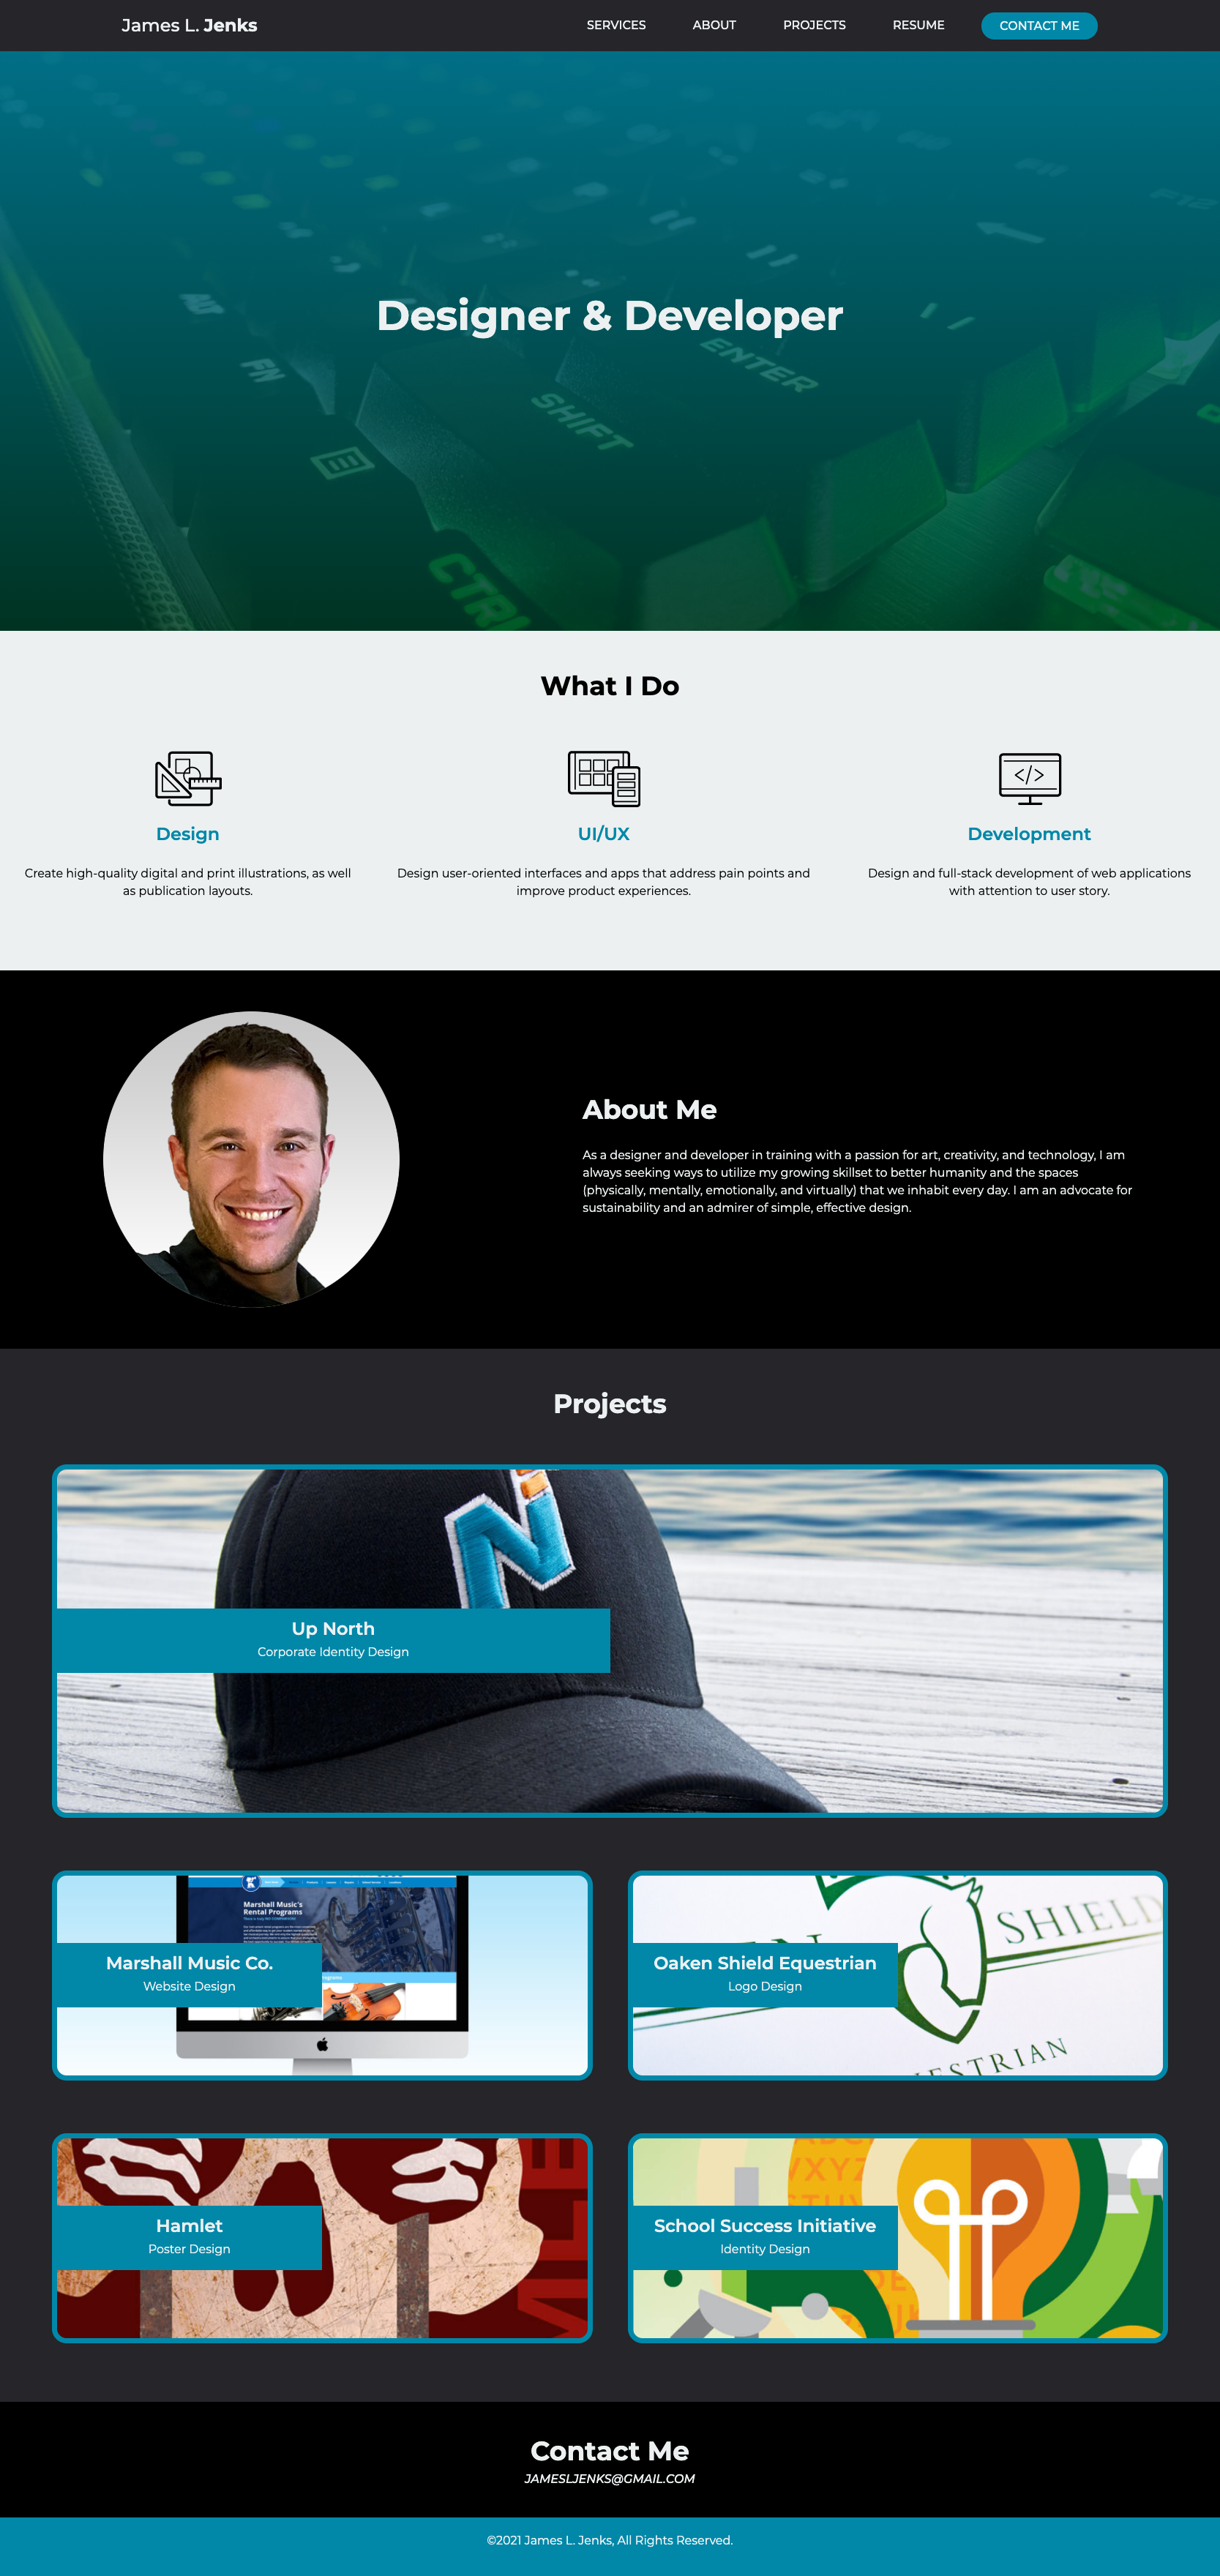 James L. Jenks
SERVICES
ABOUT
PROJECTS
RESUME
CONTACT ME
F12
Designer & Developer
ENTER
FN
SHIFT
CTRL
What I Do
Design
UI/UX
Development
Create high-quality digital and print illustrations, as well
as publication layouts.
Design user-oriented interfaces and apps that address pain points and
improve product experiences.
Design and full-stack development of web applications
with attention to user story.
About Me
As a designer and developer in training with a passion for art, creativity, and technology, I am
always seeking ways to utilize my growing skillset to better humanity and the spaces
(physically, mentally, emotionally, and virtually) that we inhabit every day. I am an advocate for
sustainability and an admirer of simple, effective design.
Projects
N
Up North
Corporate Identity Design
Marshall Music's
Rental Programs
Marshall Music Co.
Website Design
SHIELD
Oaken Shield Equestrian
Logo Design
ESTRIAN
Hamlet
Poster Design
School Success Initiative
Identity Design
Contact Me
JAMESLJENKS@GMAIL.COM
©2021 James L. Jenks, All Rights Reserved.